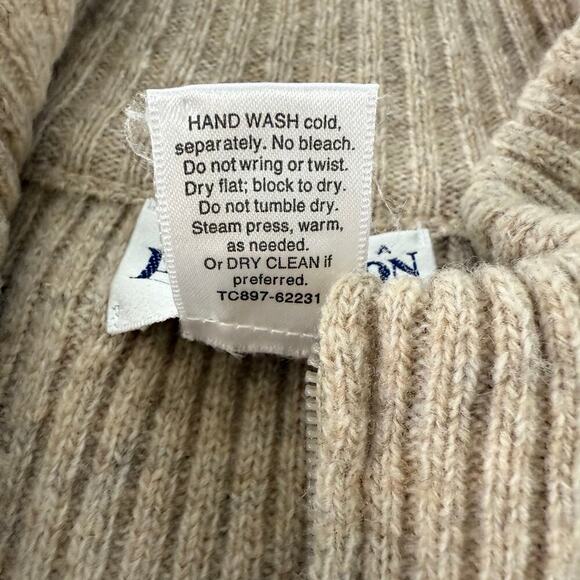 HAND WASH cold,
separately. No bleach.
Do not wring or twist.
Dry flat; block to dry.
Do not tumble dry.
Steam press, warm,
as needed.
Or DRY CLEAN if
preferred.
TC897-62231